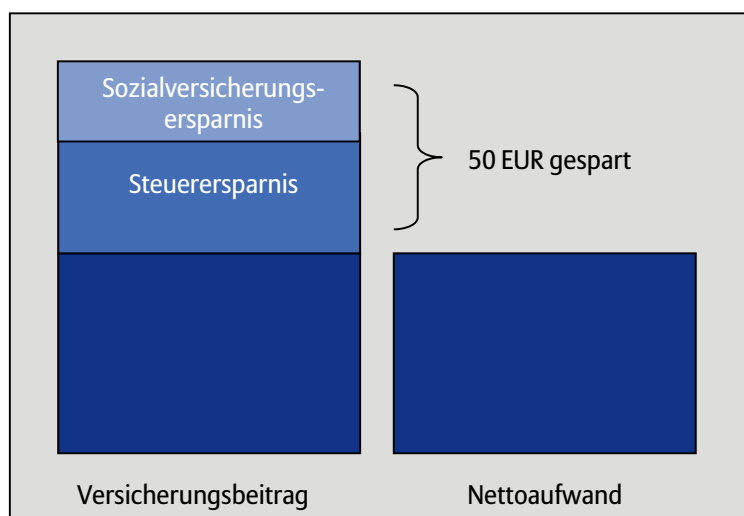 Sozialversicherungs-
ersparnis
Steuerersparnis
50 EUR gespart
Versicherungsbeitrag
Nettoaufwand